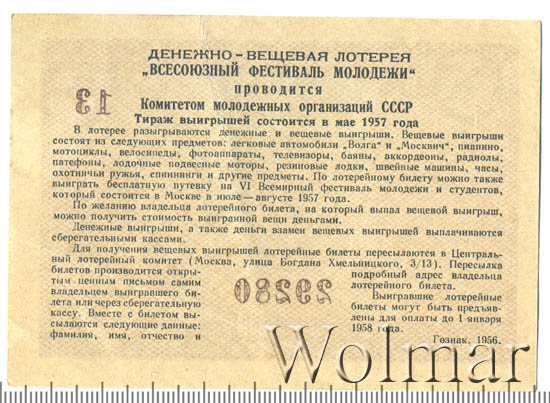 ДЕНЕЖНО-ВЕЩЕВАЯ ЛОТЕРЕЯ
„ВСЕСОЮЗНЫЙ ФЕСТИВАЛЬ МОЛОДЕЖИ“
проводится
13
Комитетом молодежных организаций СССР
Тираж выигрышей состоится в мае 1957 года
В лотерее разыгрываются денежные и вещевые выигрыши. Вещевые выигрыши
состоят из следующих предметов: легковые автомобили „Волга“ и „Москвич“, пианино,
мотоциклы, велосипеды, фотоаппараты, телевизоры, баяны, аккордеоны, радиолы,
патефоны, лодочные подвесные моторы, резиновые лодки, швейные машины, часы,
охотничьи ружья, спиннинги и другие предметы. По лотерейному билету можно также
выиграть бесплатную путевку на VI Всемирный фестиваль молодежи и студентов,
который состоится в Москве в июле—августе 1957 года.
По желанию владельца лотерейного билета, на который выпал вещевой выигрыш,
можно получить стоимость выигранной вещи деньгами.
Денежные выигрыши, а также деньги взамен вещевых выигрышей выплачиваются
сберегательными кассами.
Для получения вещевых выигрышей лотерейные билеты пересылаются в Централь-
ный лотерейный комитет (Москва, улица Богдана Хмельницкого, 3/13). Пересылка
билетов производится откры-
тым ценным письмом самим
владельцем выигравшего би-
лета или через сберегательную
кассу. Вместе с билетом вы-
сылаются следующие данные:
фамилия, имя, отчество и
29280
подробный адрес владельца
лотерейного билета.
Выигравшие лотерейные
билеты могут быть предъяв-
лены для оплаты до 1 января
1958 года.
Гознак, 1956.
Wolmar